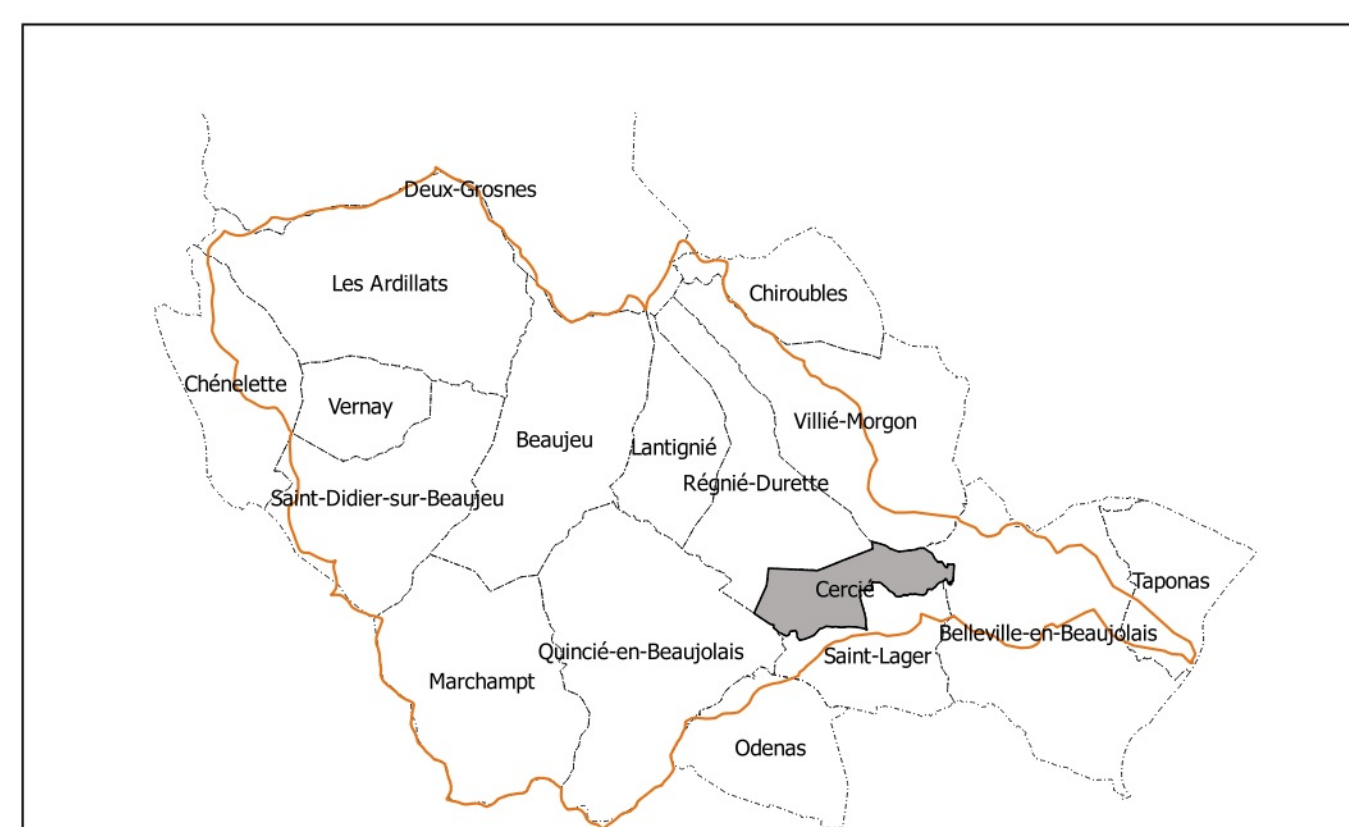 Deux-Grosnes
Les Ardillats
Chiroubles
Chénelette
Vernay
Villié-Morgon
Beaujeu
Lantignié
Régnié-Durette
Saint-Didier-sur-Beaujeu
Taponas
Cercié
Belleville-en-Beaujolais
Quincié-en-Beaujolais
Saint-Lager
Marchampt
Odenas